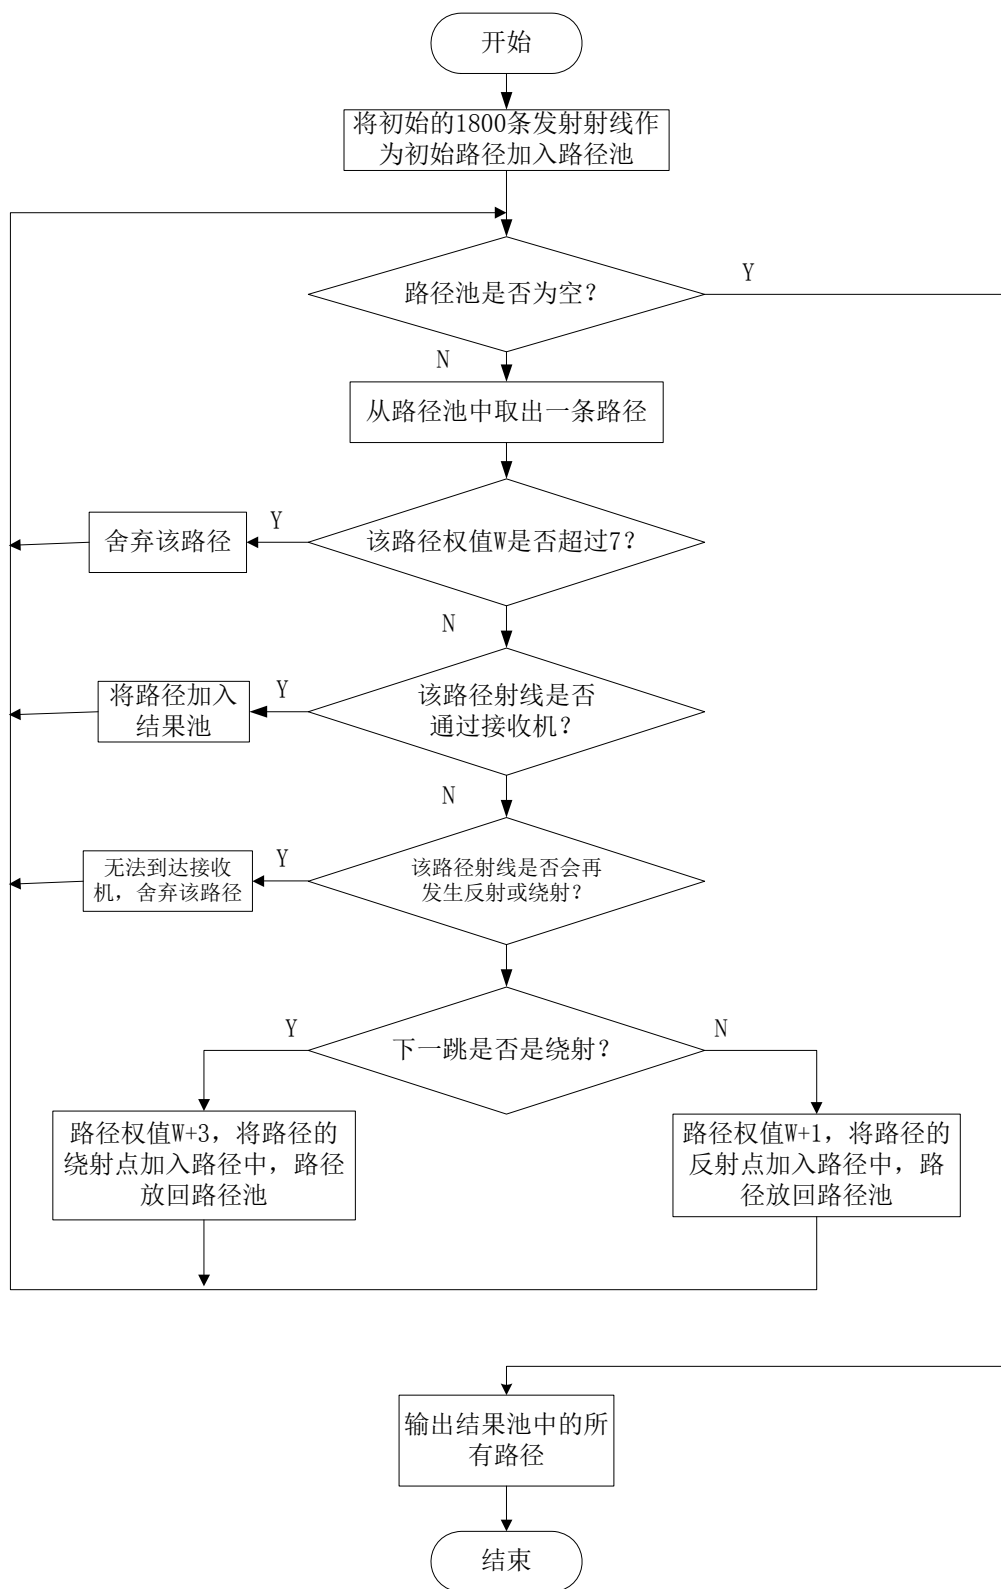 开始
将初始的1800条发射射线作
为初始路径加入路径池
路径池是否为空？
Y
N
从路径池中取出一条路径
该路径权值W是否超过7？
Y
舍弃该路径
N
该路径射线是否
通过接收机？
Y
将路径加入
结果池
N
该路径射线是否会再
发生反射或绕射？
Y
无法到达接收
机，舍弃该路径
下一跳是否是绕射？
Y
N
路径权值W+3，将路径的
绕射点加入路径中，路径
放回路径池
路径权值W+1，将路径的
反射点加入路径中，路
径放回路径池
输出结果池中的所
有路径
结束